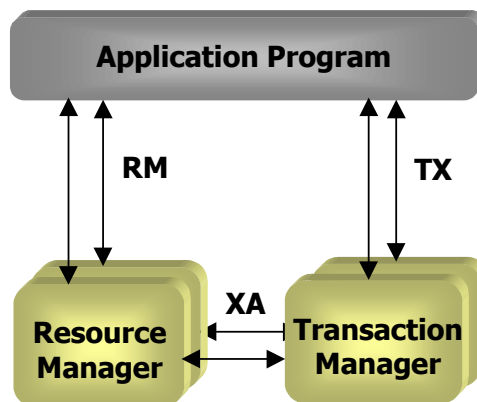 Application Program
RM
TX
XA
Resource
Manager
Transaction
Manager